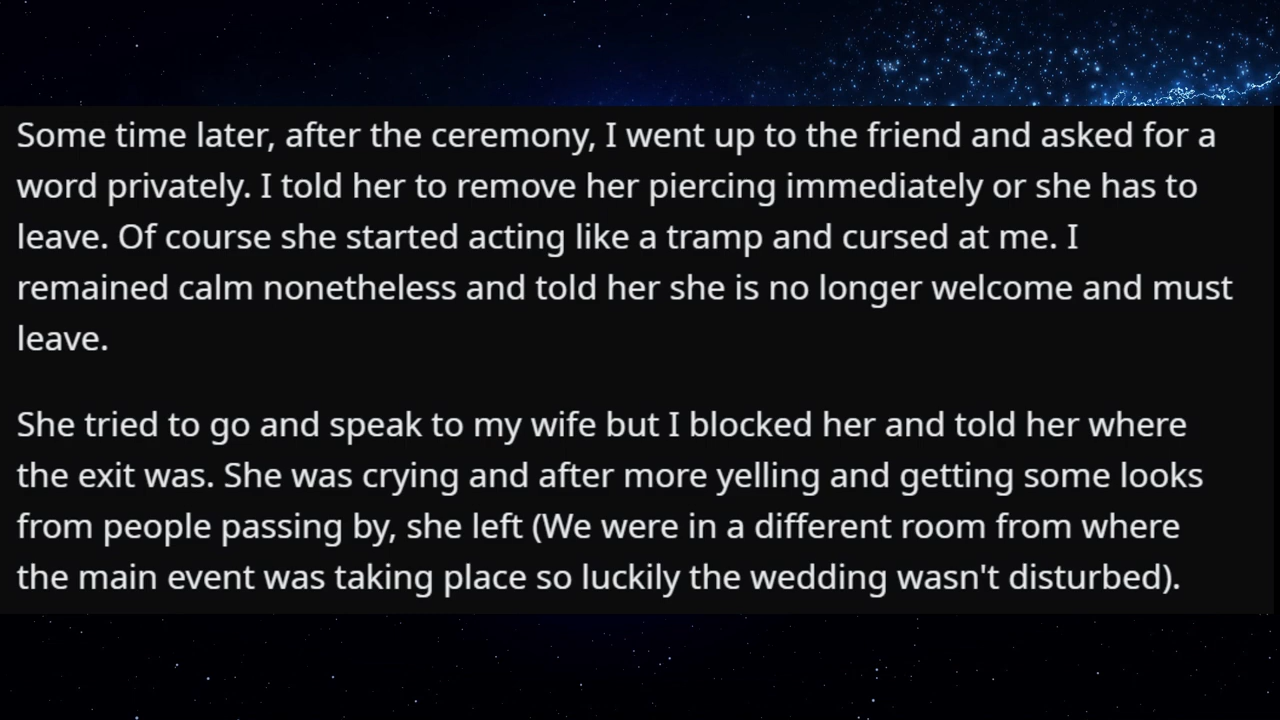 Some time later, after the ceremony, I went up to the friend and asked for a
word privately. I told her to remove her piercing immediately or she has to
leave. Of course she started acting like a tramp and cursed at me. I
remained calm nonetheless and told her she is no longer welcome and must
leave.
She tried to go and speak to my wife but I blocked her and told her where
the exit was. She was crying and after more yelling and getting some looks
from people passing by, she left (We were in a different room from where
the main event was taking place so luckily the wedding wasn't disturbed).